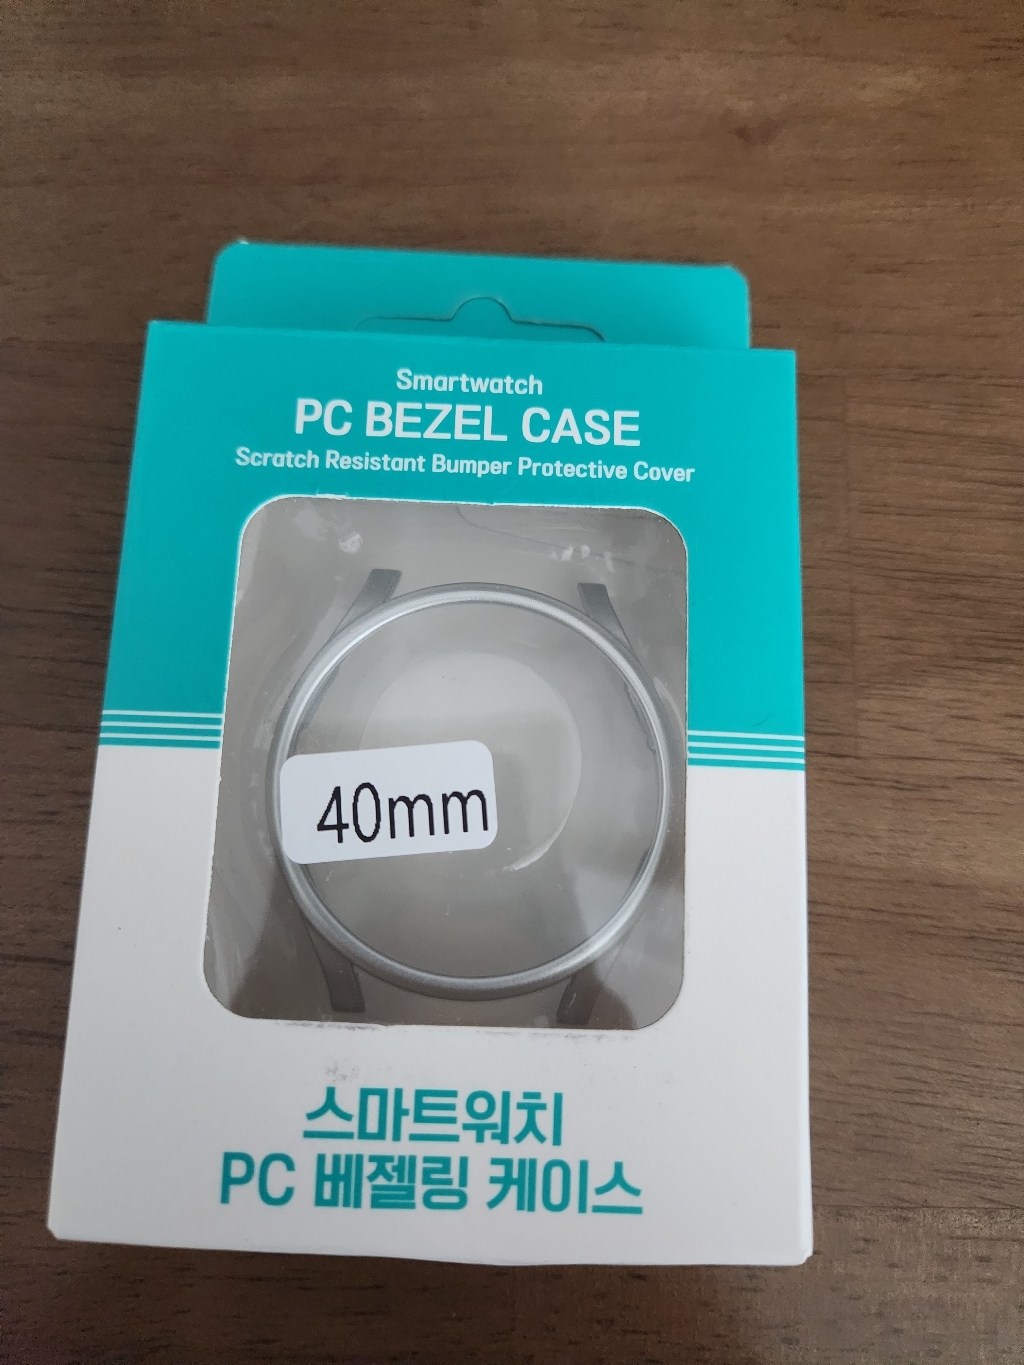 Smartwatch
PC BEZEL CASE
Scratch Resistant Bumper Protective Cover
40mm
스마트워치
PC 베젤링 케이스